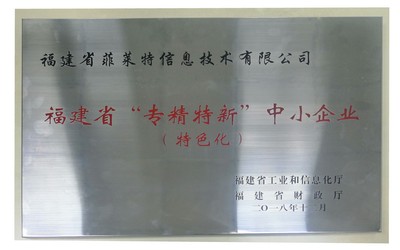 福建省菲莱特信息技术有限公司
福建省“专精特新”中小企业
（特色化）
福建省工业和信息化厅
福建省财政厅
二〇一八年十一月